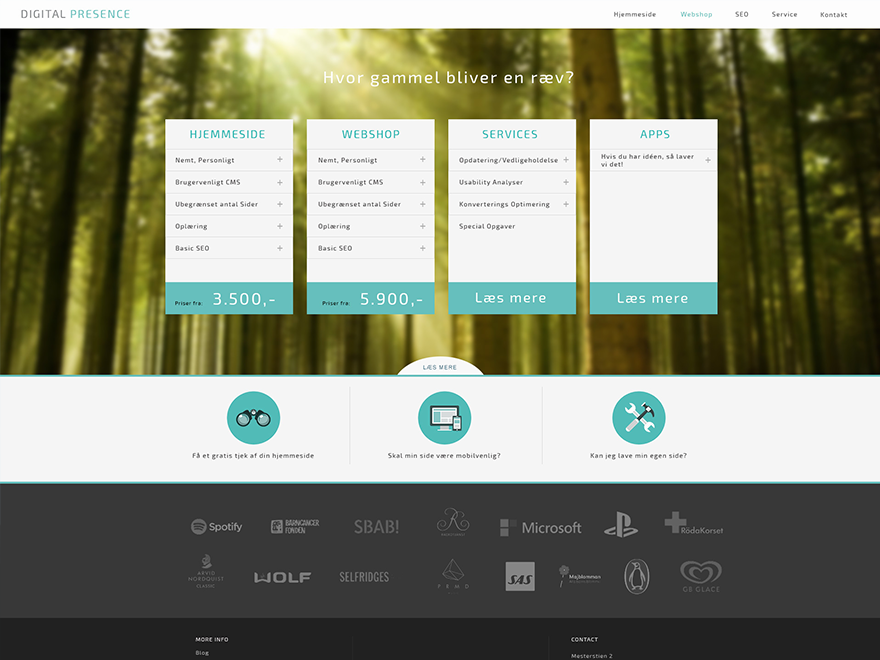 DIGITAL PRESENCE
Hjemmeside Webshop SEO Service Kontakt
Hvor gammel bliver en ræv?
HJEMMESIDE
Nemt, Personligt +
Brugervenligt CMS +
Ubegrænset antal Sider +
Oplæring +
Basic SEO +
Priser fra: 3.500,-
WEBSHOP
Nemt, Personligt +
Brugervenligt CMS +
Ubegrænset antal Sider +
Oplæring +
Basic SEO +
Priser fra: 5.900,-
SERVICES
Opdatering/Vedligeholdelse +
Usability Analyser +
Konverterings Optimering +
Special Opgaver
Læs mere
APPS
Hvis du har idéen, så laver +
vi det!
Læs mere
LÆS MERE
Få et gratis tjek af din hjemmeside
Skal min side være mobilvenlig?
Kan jeg lave min egen side?
Spotify
BARNCANCER
FONDEN
SBAB!
R
Microsoft
RödaKorset
ARVID
NORDQUIST
CLASSIC
WOLF
SELFRIDGES
F R M D
SAS
Majblomman
GB GLACE
MORE INFO
Blog
CONTACT
Mesterstien 2